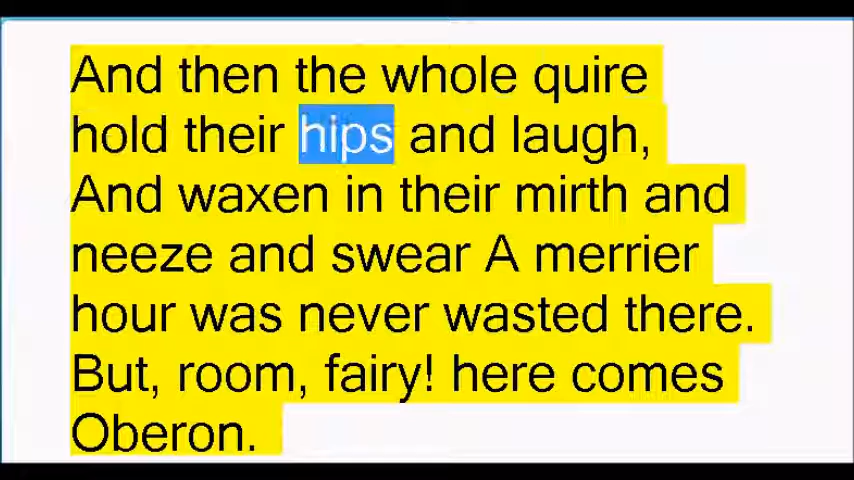 And then the whole quire
hold their hips and laugh,
And waxen in their mirth and
neeze and swear A merrier
hour was never wasted there.
But, room, fairy! here comes
Oberon.